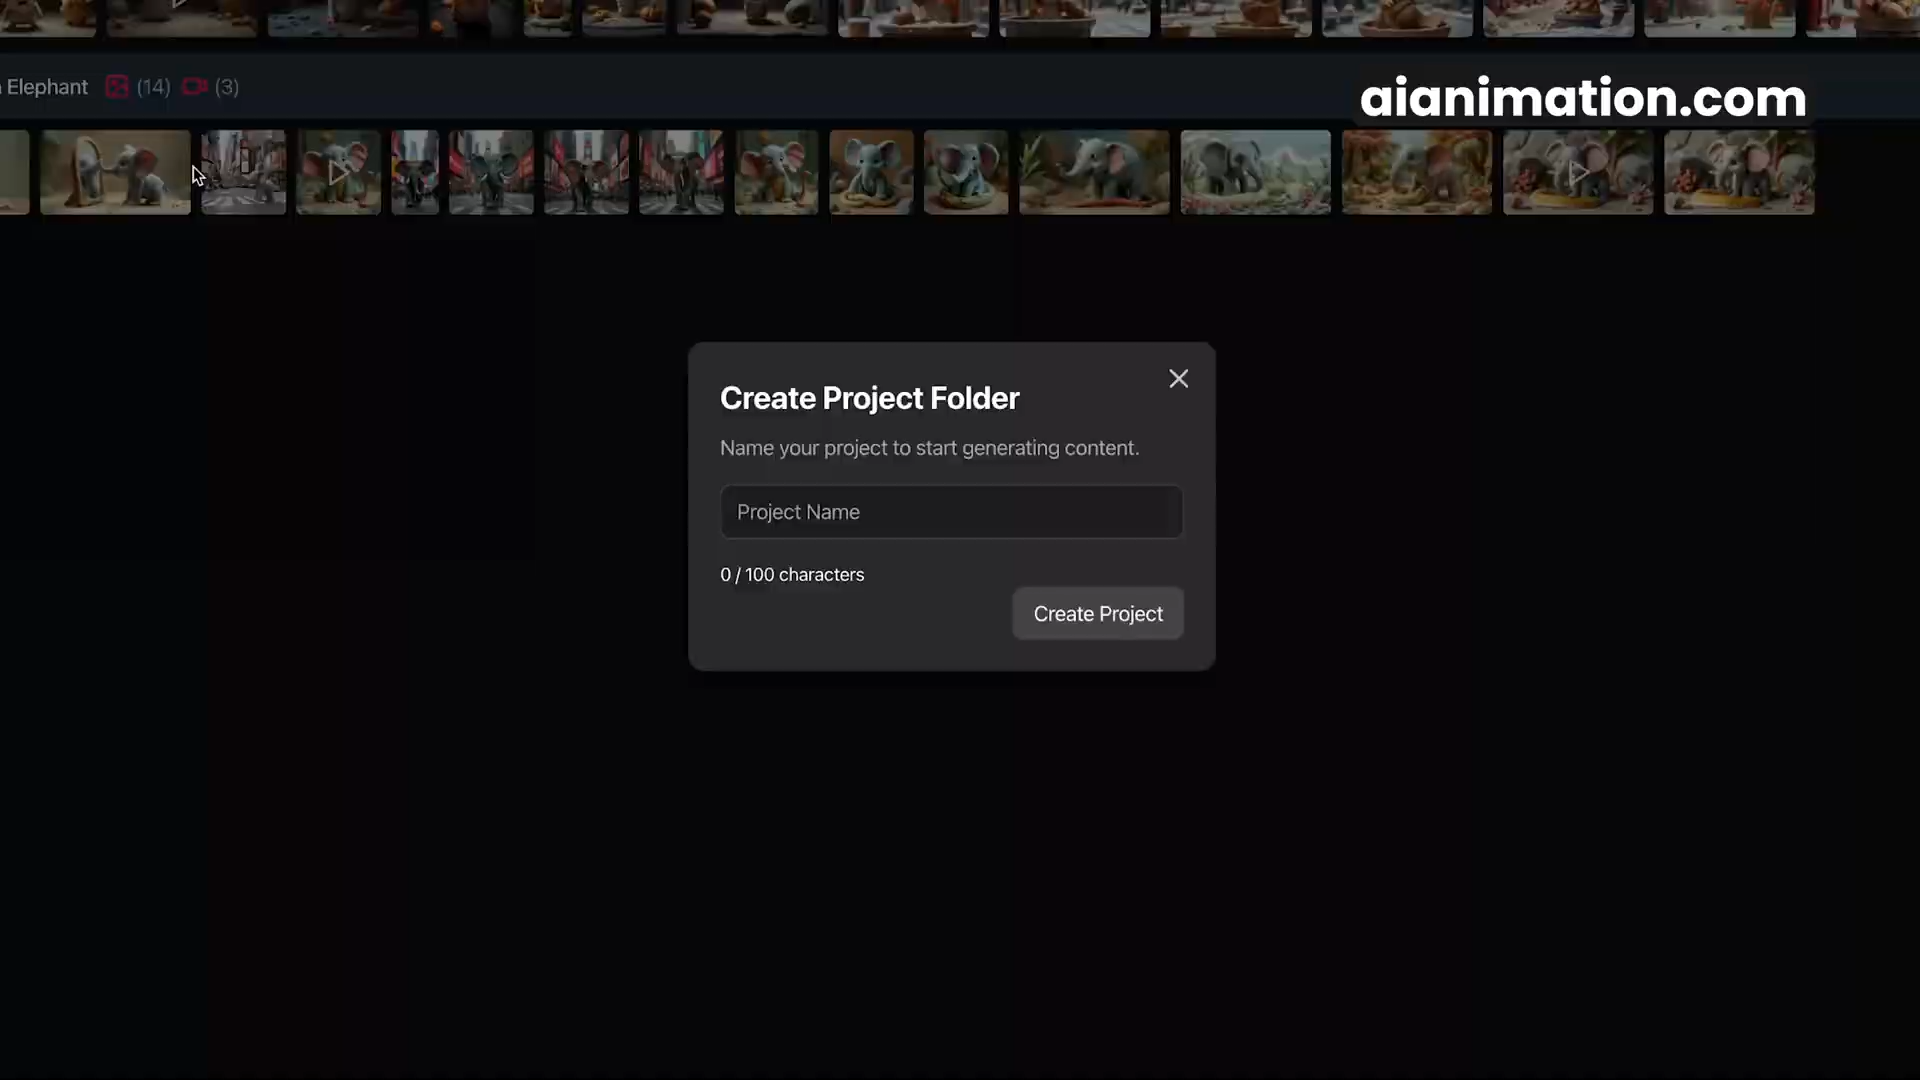 Elephant (14) (3)
aianimation.com
Create Project Folder
Name your project to start generating content.
Project Name
0 / 100 characters
Create Project